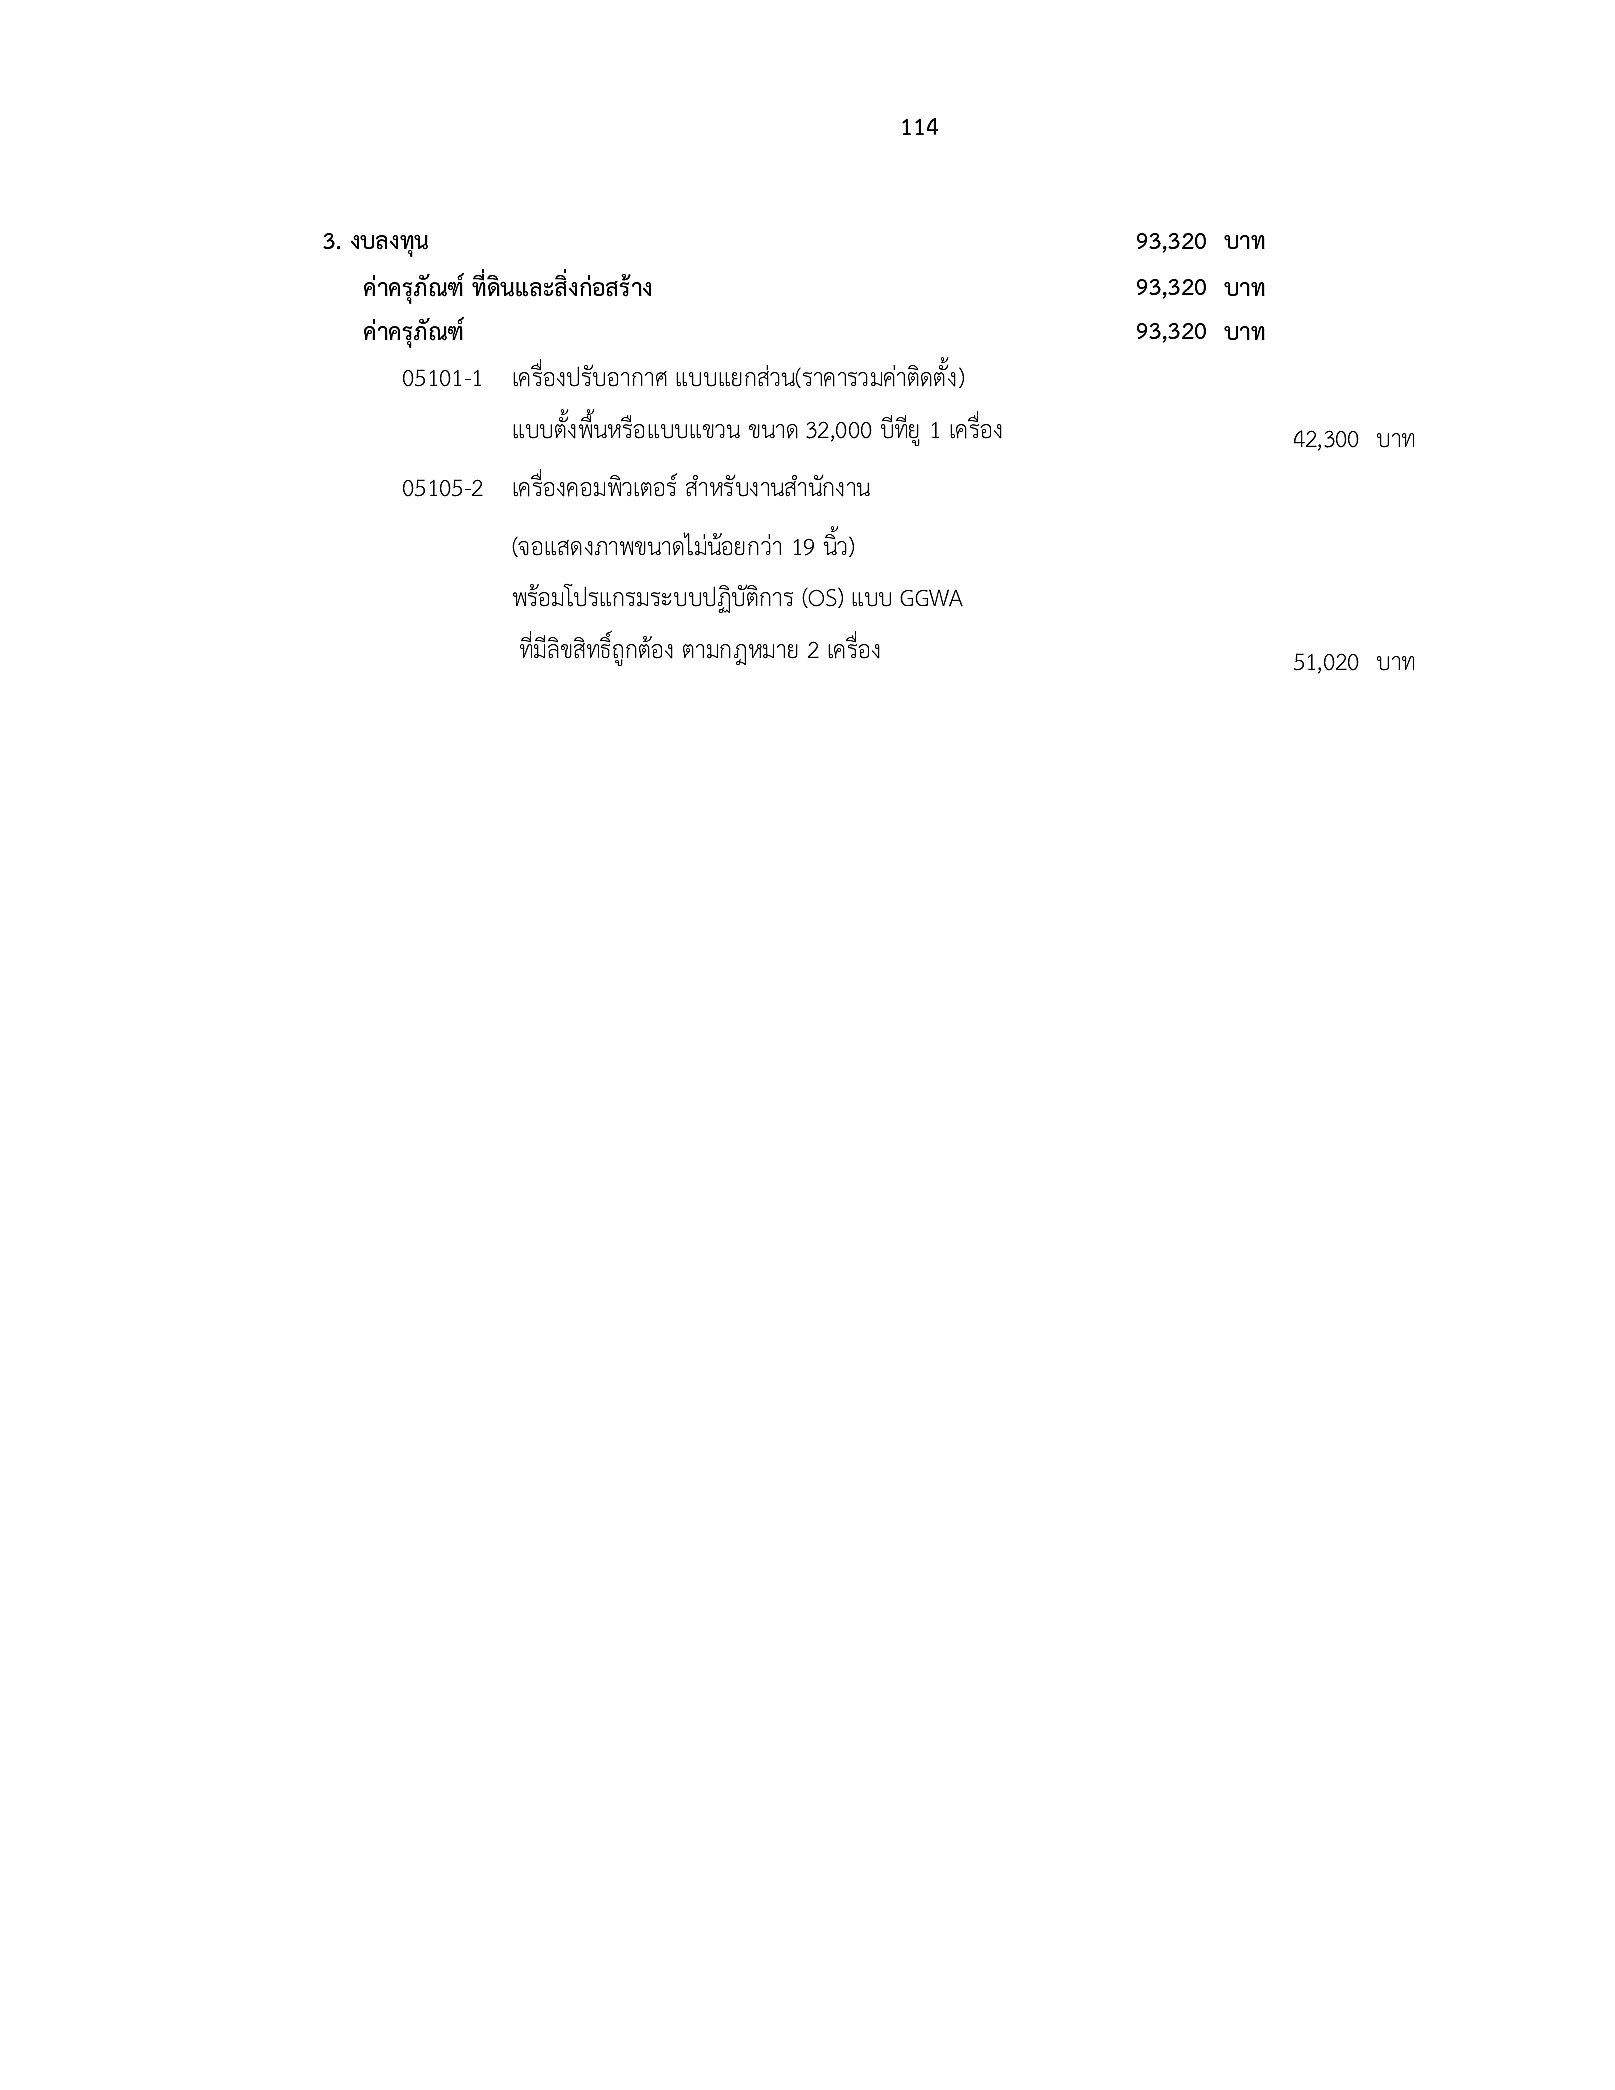 114
3. งบลงทุน 93,320 บาท
ค่าครุภัณฑ์ ที่ดินและสิ่งก่อสร้าง 93,320 บาท
ค่าครุภัณฑ์ 93,320 บาท
05101-1 เครื่องปรับอากาศ แบบแยกส่วน(ราคารวมค่าติดตั้ง)
แบบตั้งพื้นหรือแบบแขวน ขนาด 32,000 บีทียู 1 เครื่อง 42,300 บาท
05105-2 เครื่องคอมพิวเตอร์ สำหรับงานสำนักงาน
(จอแสดงภาพขนาดไม่น้อยกว่า 19 นิ้ว)
พร้อมโปรแกรมระบบปฏิบัติการ (OS) แบบ GGWA
ที่มีลิขสิทธิ์ถูกต้อง ตามกฎหมาย 2 เครื่อง 51,020 บาท